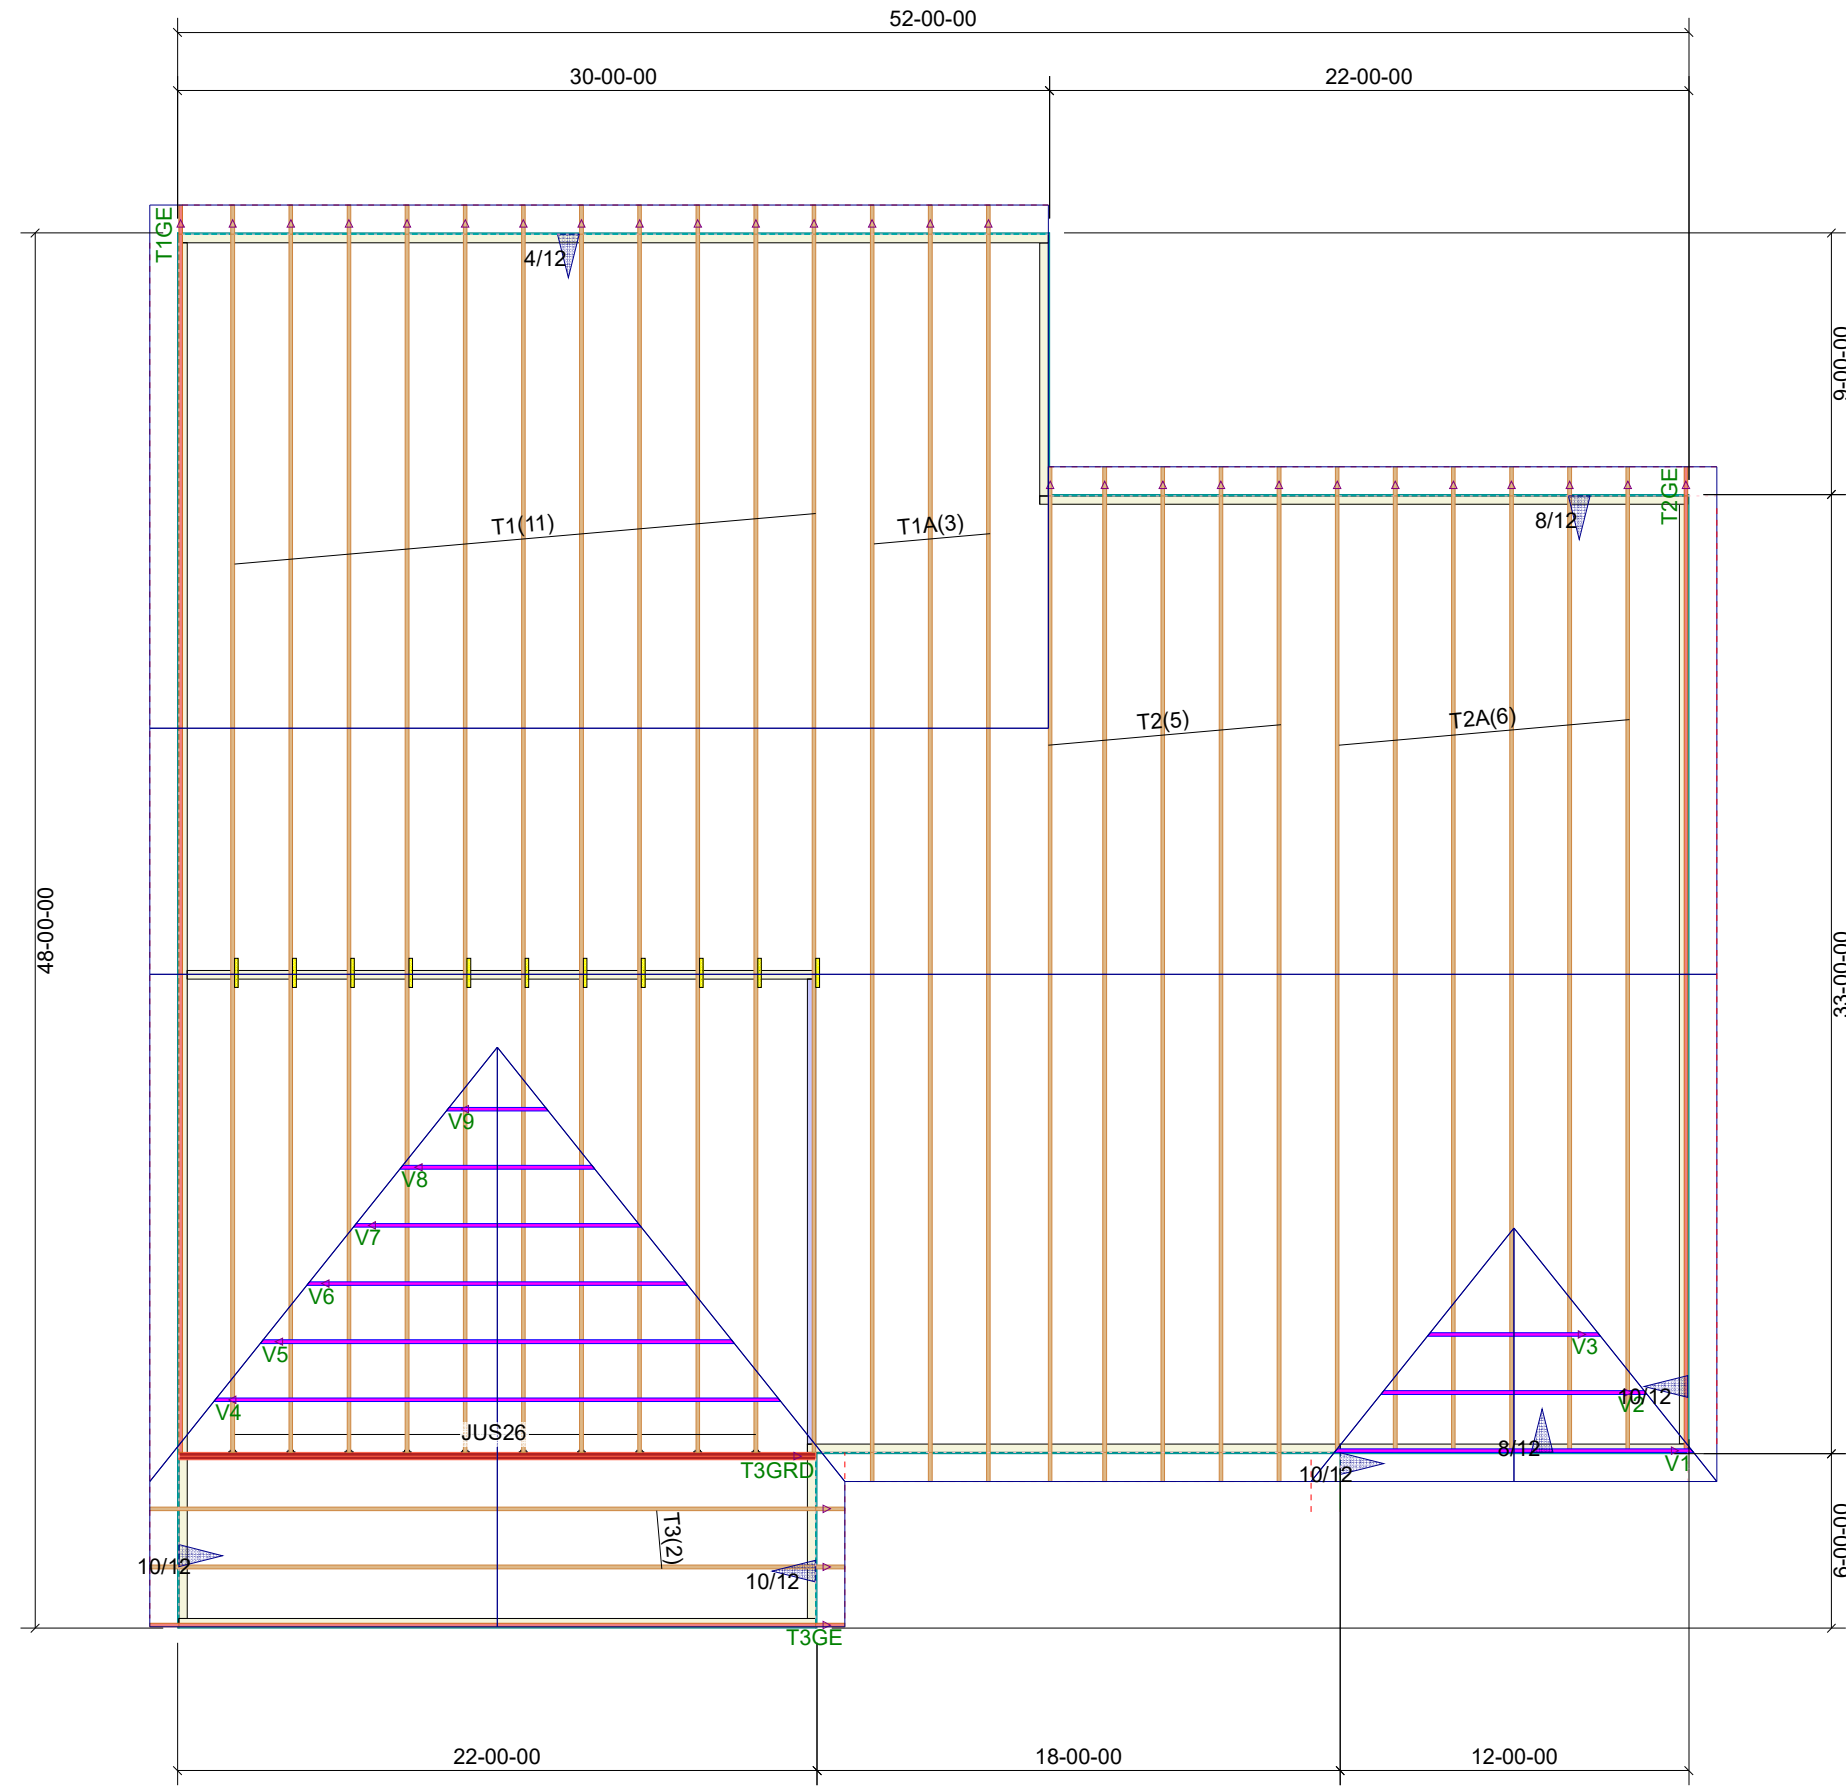 52-00-00
30-00-00
22-00-00
T1GE
4/12
9-00-00
T2GE
8/12
T1(11)
T1A(3)
T2(5)
T2A(6)
48-00-00
33-00-00
V9
V8
V7
V6
V5
V4
V3
10/12
V2
JUS26
8/12
V1
T3GRD
10/12
T3(2)
10/12
10/12
6-00-00
T3GE
22-00-00
18-00-00
12-00-00